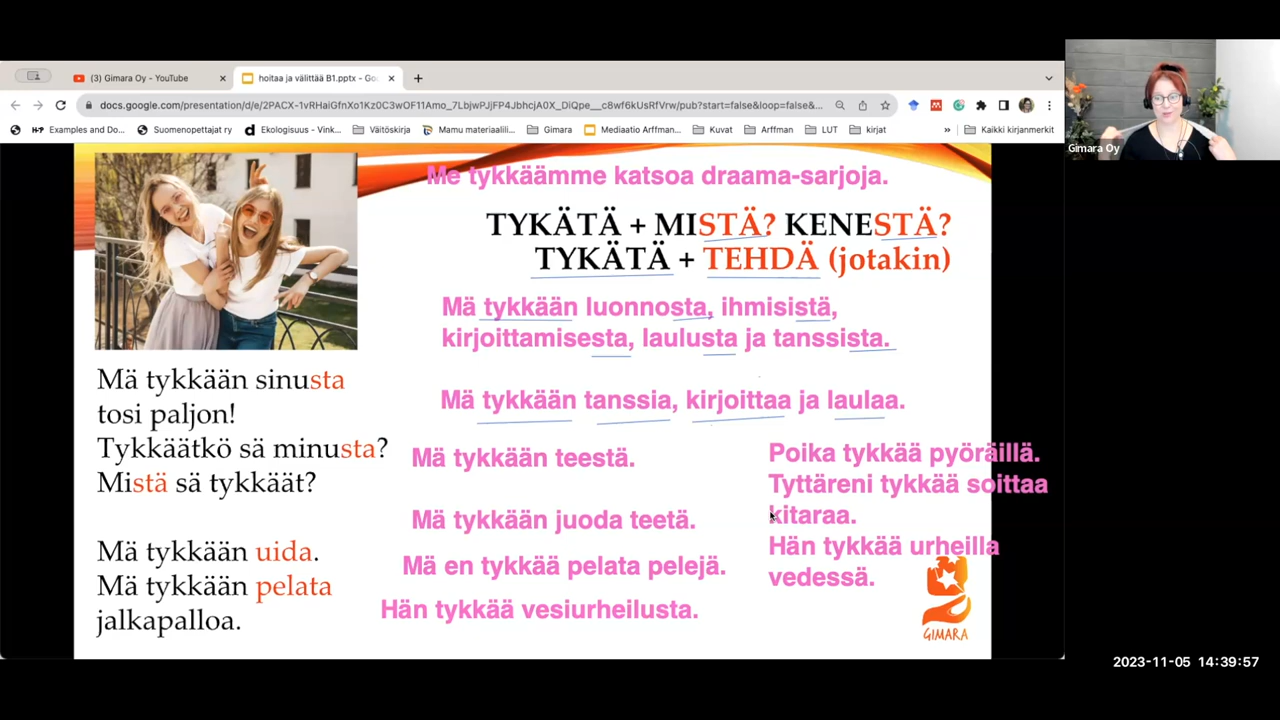 (3) Gimara Oy - YouTube
hoitaa ja välittää B1.pptx - Go
docs.google.com/presentation/d/e/2PACX-1vRHaiGfnXo1Kz0C3wOF11Amo_7LbjwPJjFP4JbhcjA0X_DiQpe__c8wf6kUsRfVrw/pub?start=false&loop=false&...
Examples and Do...
Suomenopettajat ry
Ekologisuus - Vink...
Väitöskirja
Mamu materiaalili...
Gimara
Mediaatio Arffman...
Kuvat
Arffman
LUT
kirjat
»
Kaikki kirjanmerkit
Gimara Oy
Me tykkäämme katsoa draama-sarjoja.
TYKÄTÄ + MISTÄ? KENESTÄ?
TYKÄTÄ + TEHDÄ (jotakin)
Mä tykkään luonnosta, ihmisistä,
kirjoittamisesta, laulusta ja tanssista.
Mä tykkään tanssia, kirjoittaa ja laulaa.
Mä tykkään sinusta
tosi paljon!
Tykkäätkö sä minusta?
Mistä sä tykkäät?
Mä tykkään uida.
Mä tykkään pelata
jalkapalloa.
Mä tykkään teestä.
Mä tykkään juoda teetä.
Mä en tykkää pelata pelejä.
Hän tykkää vesiurheilusta.
Poika tykkää pyöräillä.
Tyttäreni tykkää soittaa
kitaraa.
Hän tykkää urheilla
vedessä.
GIMARA
2023-11-05 14:39:57